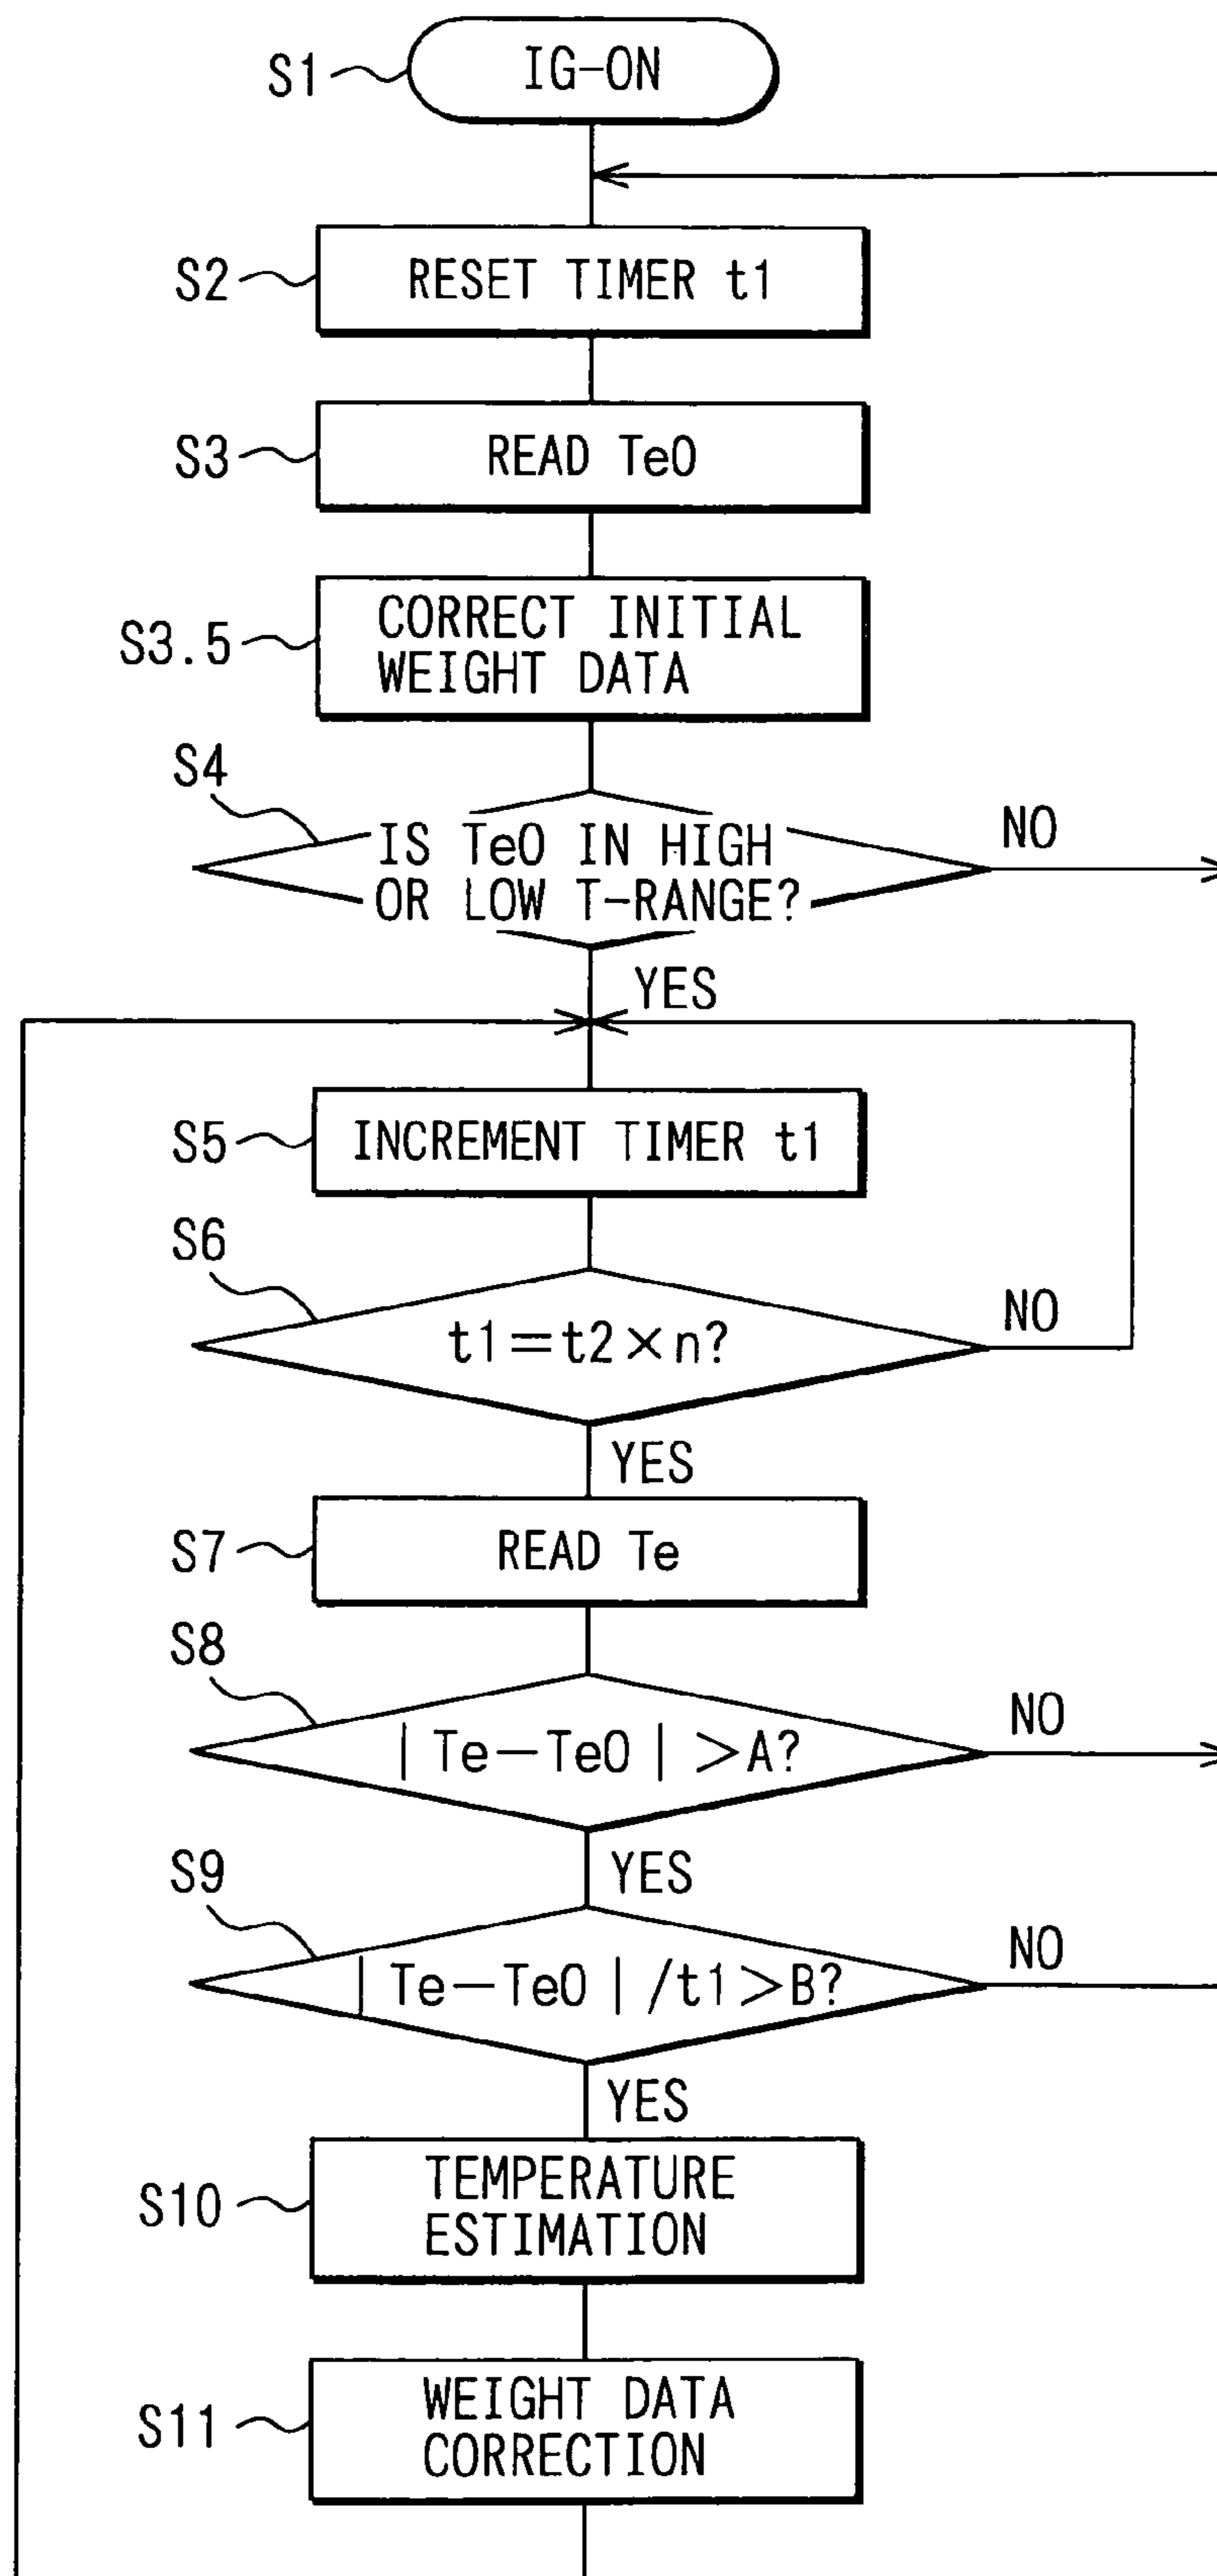 S1
IG-ON
S2
RESET TIMER t1
S3
READ Te0
S3.5
CORRECT INITIAL
WEIGHT DATA
S4
IS Te0 IN HIGH
OR LOW T-RANGE?
NO
YES
S5
INCREMENT TIMER t1
S6
t1=t2×n?
NO
YES
S7
READ Te
S8
|Te-Te0|>A?
NO
YES
S9
|Te-Te0|/t1>B?
NO
YES
S10
TEMPERATURE
ESTIMATION
S11
WEIGHT DATA
CORRECTION